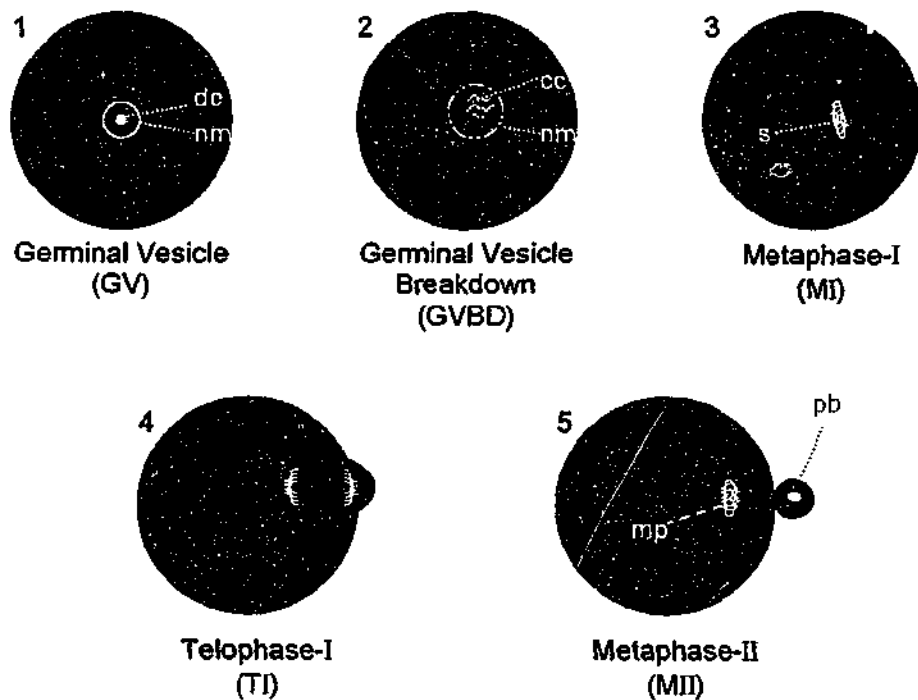 1
dc
nm
Germinal Vesicle
(GV)
2
cc
nm
Germinal Vesicle
Breakdown
(GVBD)
3
s
Metaphase-I
(MI)
4
Telophase-I
(TI)
5
pb
mp
Metaphase-II
(MII)